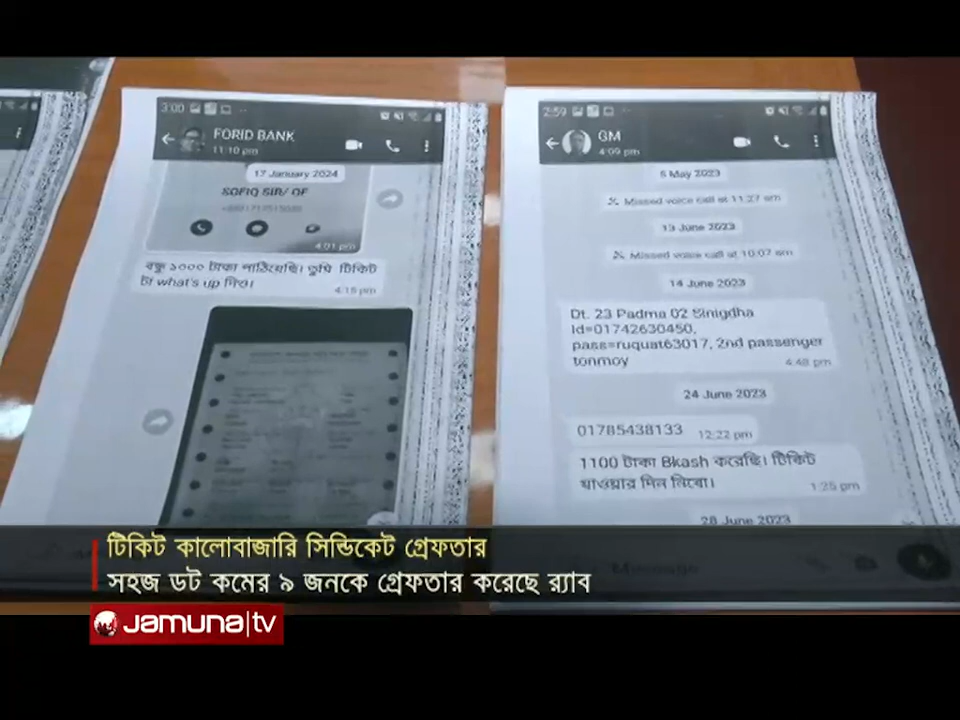 3:00
FORID BANK
11:10 pm
17 January 2024
SOFIQ SIR/ OF
4:01 pm
বন্ধু ১০০০ টাকা পাঠিয়েছি। তুমি টিকিট
টা what's up দিও।
4:15 pm
2:59
GM
4:09 pm
6 May 2023
Missed voice call at 11:27 am
13 June 2023
Missed voice call at 10:07 am
14 June 2023
Dt. 23 Padma 02 Sinigdha
Id=01742630450,
pass=ruquat63017, 2nd passenger
tonmoy
4:48 pm
24 June 2023
01785438133 12:22 pm
1100 টাকা Bkash করেছি। টিকিট
যাওয়ার দিন নিবো।
1:25 pm
28 June 2023
Message
টিকিট কালোবাজারি সিন্ডিকেট গ্রেফতার
সহজ ডট কমের ৯ জনকে গ্রেফতার করেছে র‍্যাব
Jamuna|tv